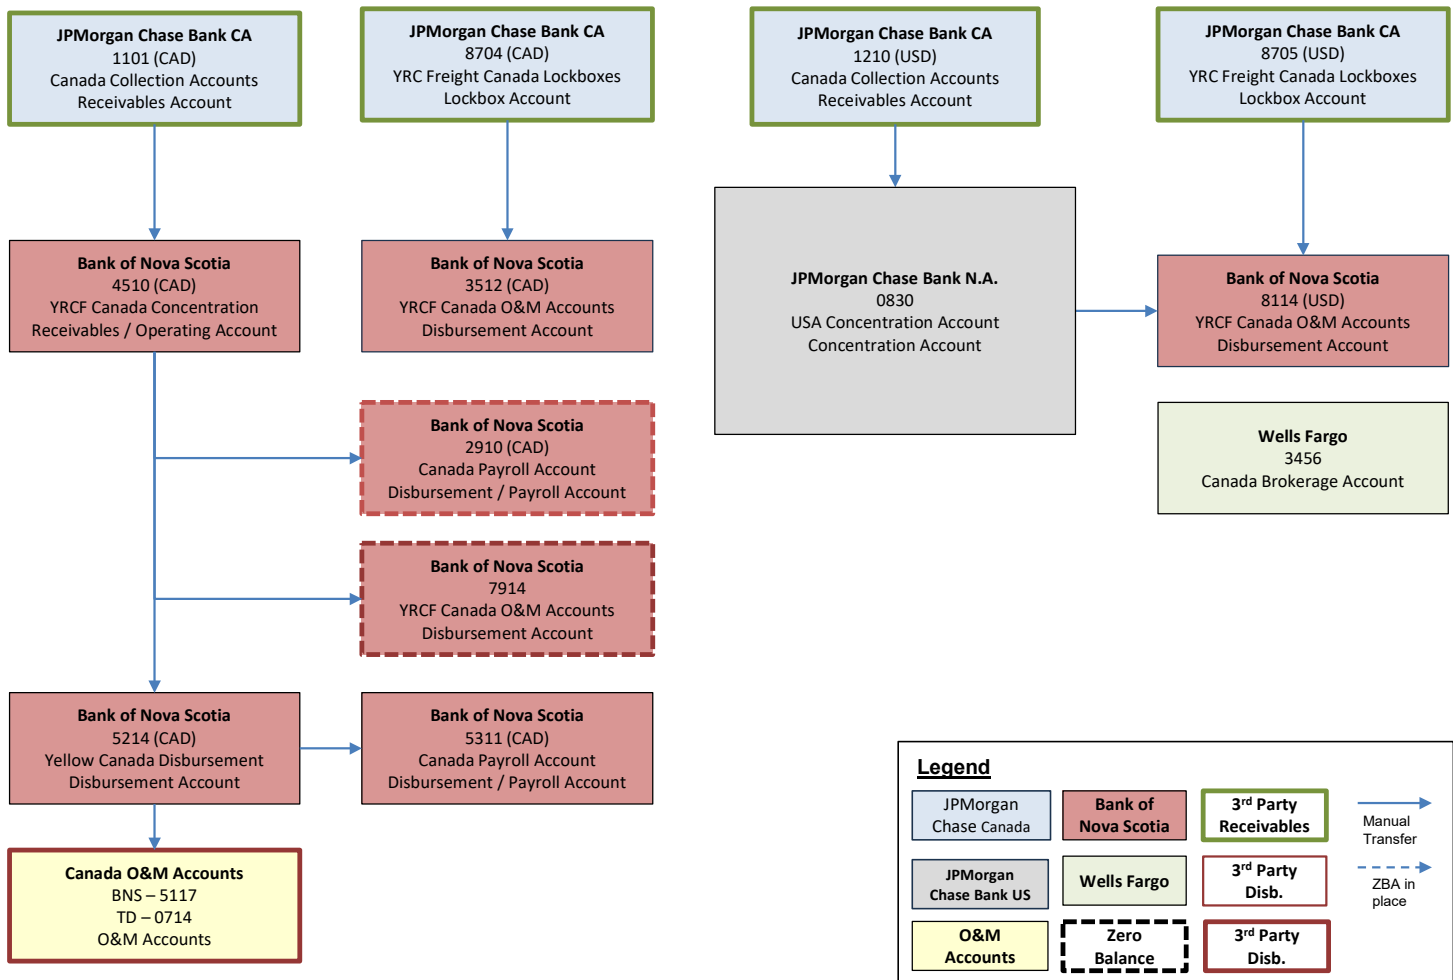 JPMorgan Chase Bank CA
1101 (CAD)
Canada Collection Accounts
Receivables Account
JPMorgan Chase Bank CA
8704 (CAD)
YRC Freight Canada Lockboxes
Lockbox Account
JPMorgan Chase Bank CA
1210 (USD)
Canada Collection Accounts
Receivables Account
JPMorgan Chase Bank CA
8705 (USD)
YRC Freight Canada Lockboxes
Lockbox Account
Bank of Nova Scotia
4510 (CAD)
YRCF Canada Concentration
Receivables / Operating Account
Bank of Nova Scotia
3512 (CAD)
YRCF Canada O&M Accounts
Disbursement Account
JPMorgan Chase Bank N.A.
0830
USA Concentration Account
Concentration Account
Bank of Nova Scotia
8114 (USD)
YRCF Canada O&M Accounts
Disbursement Account
Bank of Nova Scotia
2910 (CAD)
Canada Payroll Account
Disbursement / Payroll Account
Wells Fargo
3456
Canada Brokerage Account
Bank of Nova Scotia
7914
YRCF Canada O&M Accounts
Disbursement Account
Bank of Nova Scotia
5214 (CAD)
Yellow Canada Disbursement
Disbursement Account
Bank of Nova Scotia
5311 (CAD)
Canada Payroll Account
Disbursement / Payroll Account
Canada O&M Accounts
BNS – 5117
TD – 0714
O&M Accounts
Legend
JPMorgan
Chase Canada
Bank of
Nova Scotia
3rd Party
Receivables
Manual
Transfer
JPMorgan
Chase Bank US
Wells Fargo
3rd Party
Disb.
ZBA in
place
O&M
Accounts
Zero
Balance
3rd Party
Disb.